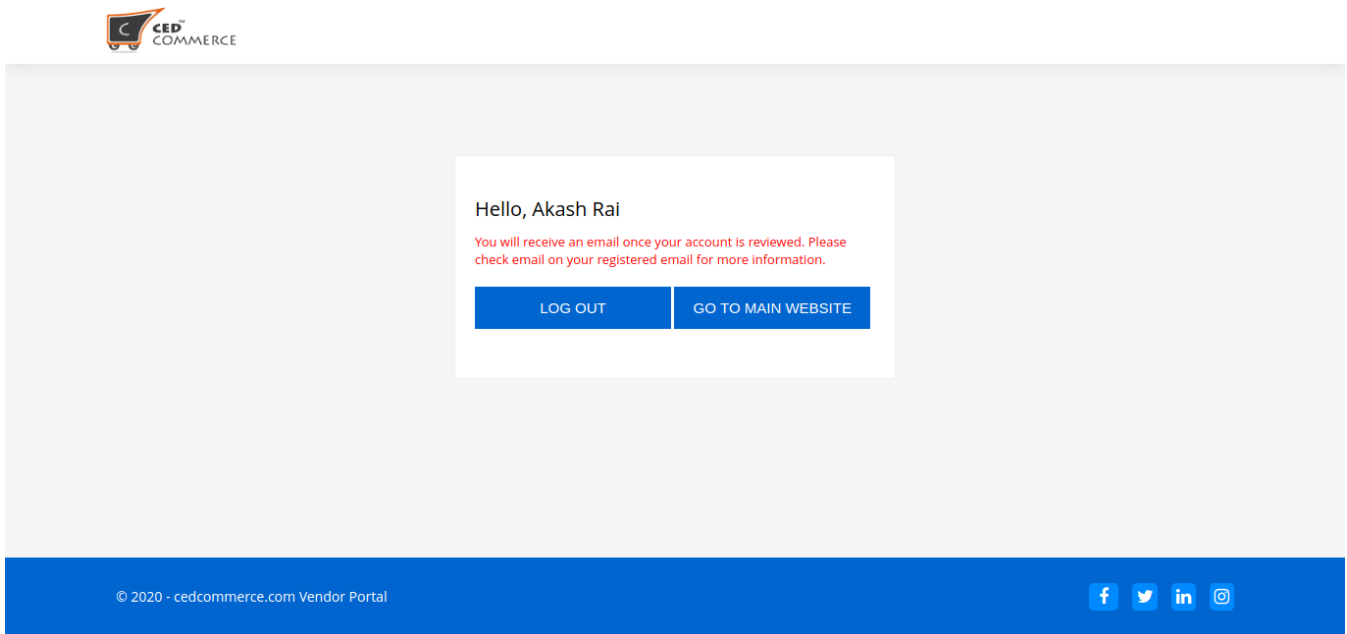 C
CED™
COMMERCE
Hello, Akash Rai
You will receive an email once your account is reviewed. Please
check email on your registered email for more information.
LOG OUT
GO TO MAIN WEBSITE
© 2020 - cedcommerce.com Vendor Portal